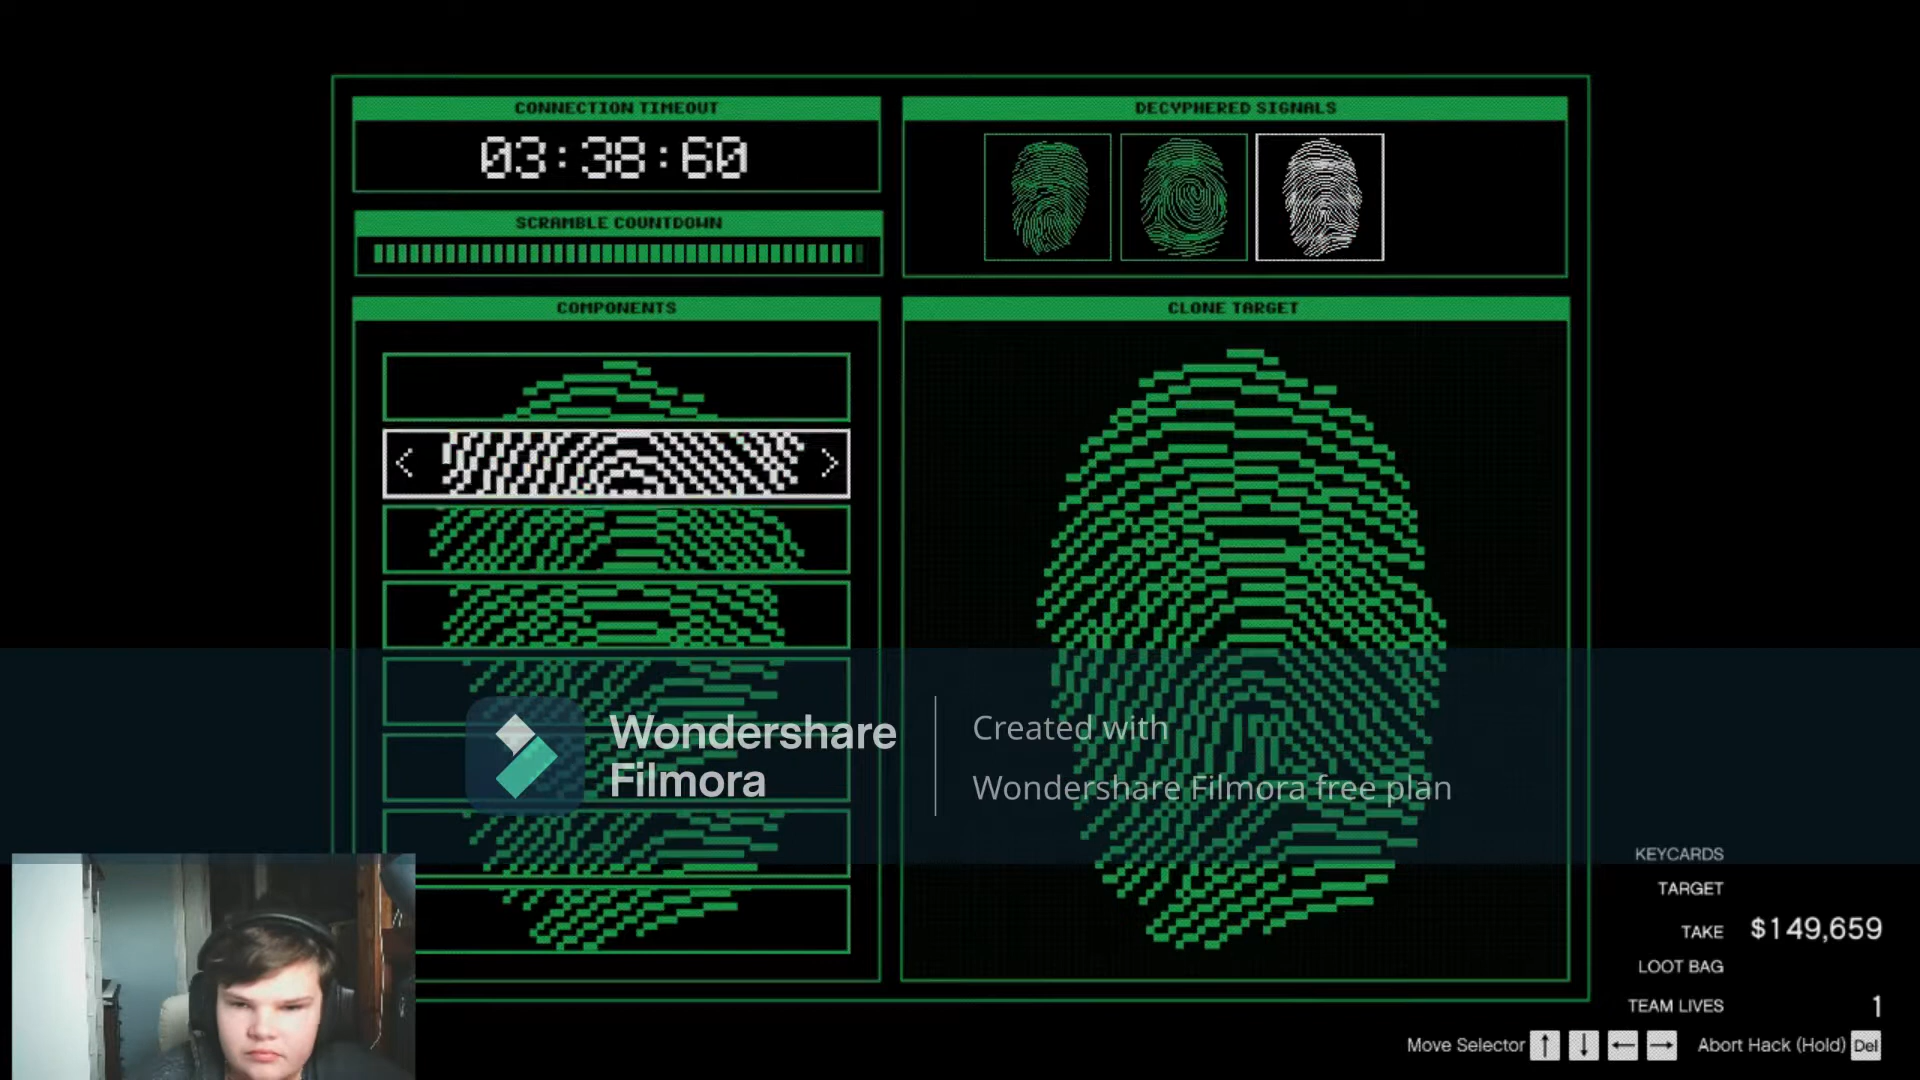 CONNECTION TIMEOUT
03:38:60
DECYPHERED SIGNALS
SCRAMBLE COUNTDOWN
COMPONENTS
CLONE TARGET
Wondershare
Filmora
Created with
Wondershare Filmora free plan
KEYCARDS
TARGET
TAKE $149,659
LOOT BAG
TEAM LIVES 1
Move Selector ↑ ↓ ← → Abort Hack (Hold) Del